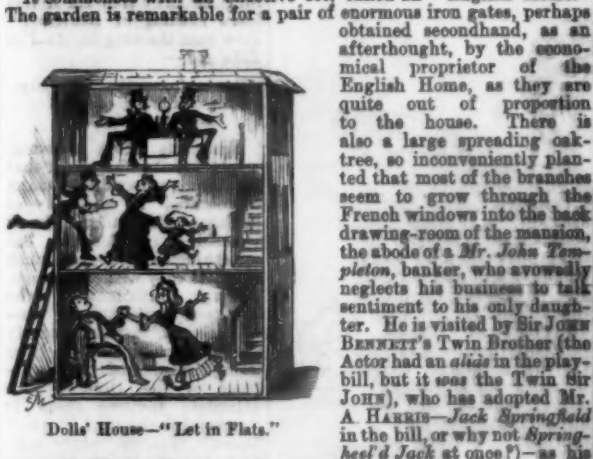 The garden is remarkable for a pair of enormous iron gates, perhaps
obtained secondhand, as an
afterthought, by the econo-
mical proprietor of the
English Home, as they are
quite out of proportion
to the house. There is
also a large spreading oak-
tree, so inconveniently plan-
ted that most of the branches
seem to grow through the
French windows into the back
drawing-room of the mansion,
the abode of a Mr. John Tem-
pleton, banker, who avowedly
neglects his business to talk
sentiment to his only daugh-
ter. He is visited by Sir JOHN
BENNETT'S Twin Brother (the
Actor had an alias in the play-
bill, but it was the Twin Sir
JOHN), who has adopted Mr.
A. HARRIS—Jack Springfield
in the bill, or why not Spring-
heel'd Jack at once?)—as his
Dolls' House—"Let in Flats."